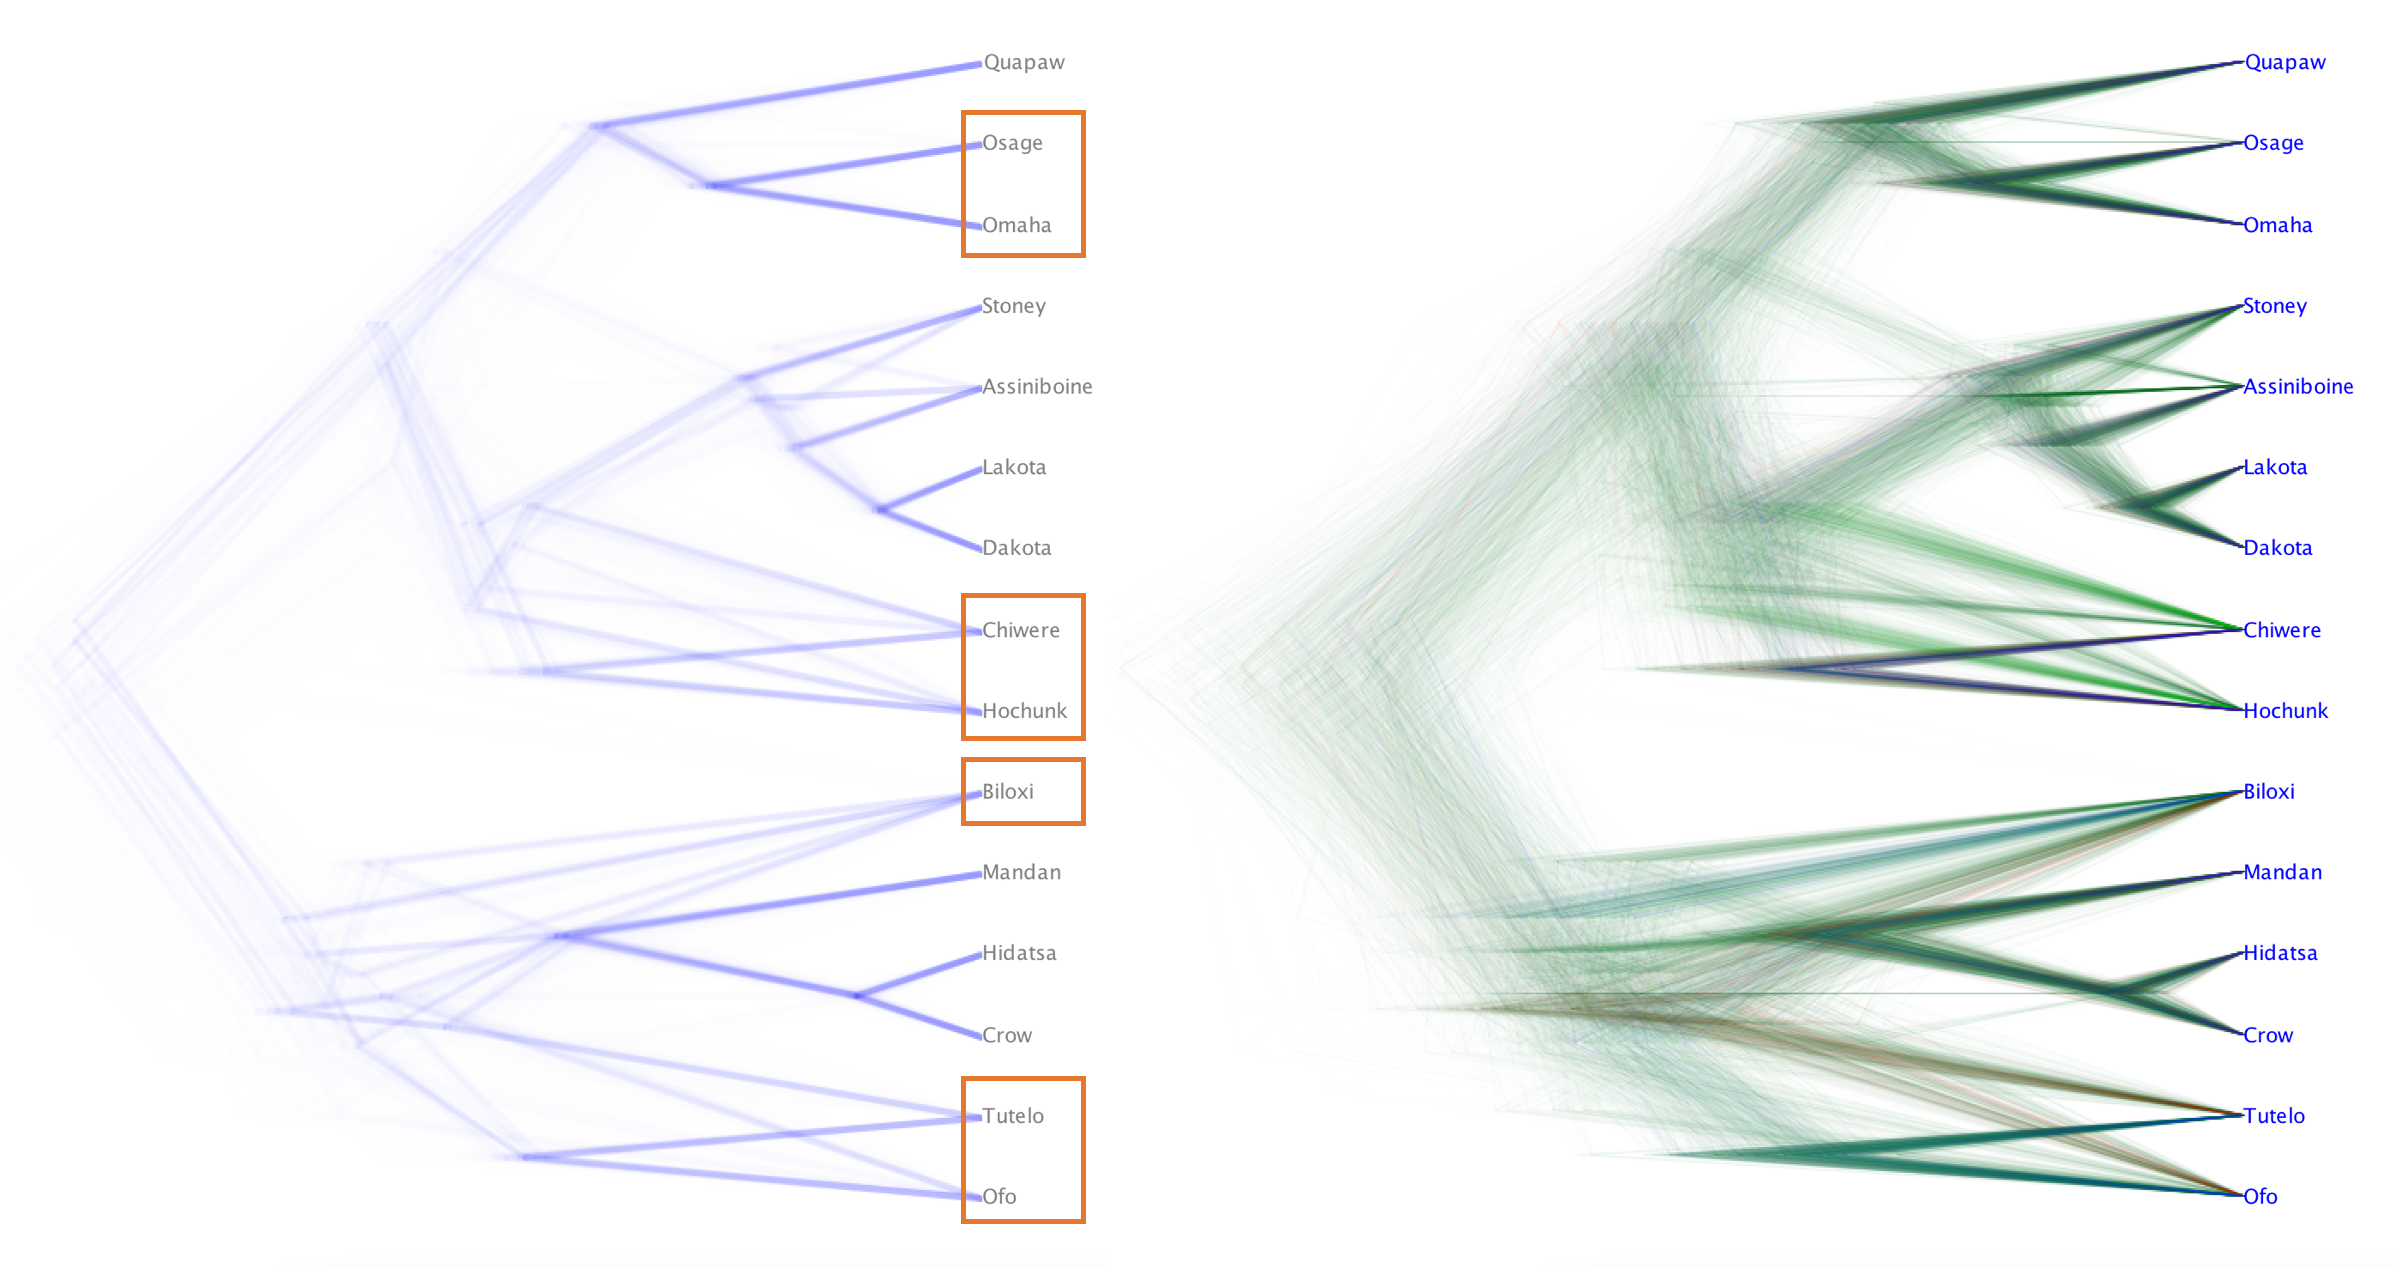 Quapaw
Osage
Omaha
Stoney
Assiniboine
Lakota
Dakota
Chiwere
Hochunk
Biloxi
Mandan
Hidatsa
Crow
Tutelo
Ofo
Quapaw
Osage
Omaha
Stoney
Assiniboine
Lakota
Dakota
Chiwere
Hochunk
Biloxi
Mandan
Hidatsa
Crow
Tutelo
Ofo